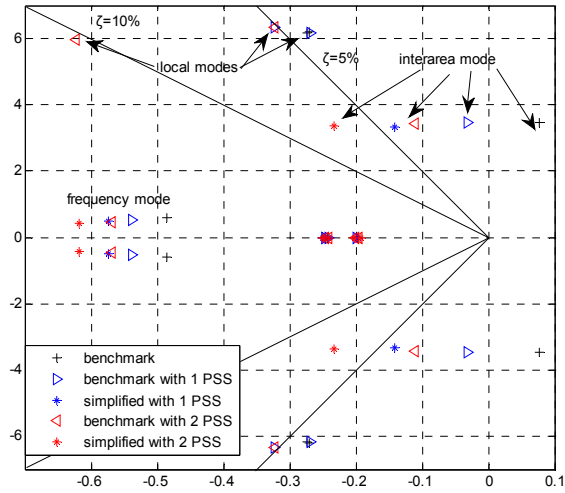 ζ=10%
local modes
ζ=5%
interarea mode
frequency mode
6
4
2
0
-2
-4
-6
benchmark
benchmark with 1 PSS
simplified with 1 PSS
benchmark with 2 PSS
simplified with 2 PSS
-0.6 -0.5 -0.4 -0.3 -0.2 -0.1 0 0.1